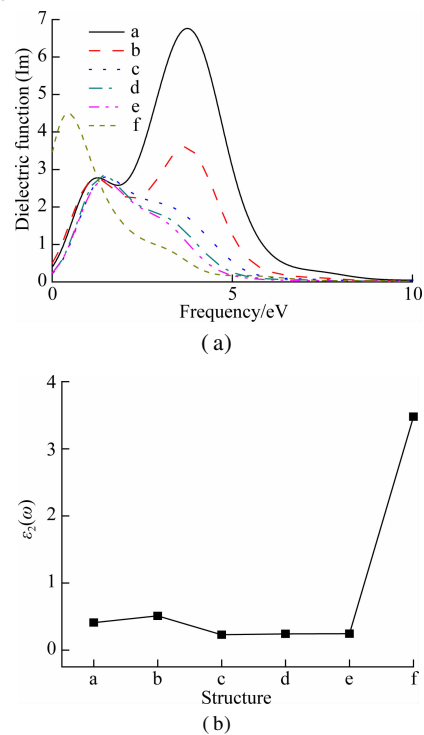 7
6
5
4
3
2
1
0
Dielectric function (Im)
a
b
c
d
e
f
0 5 10
Frequency/eV
(a)
4
3
2
1
0
ε₂(ω)
a b c d e f
Structure
(b)